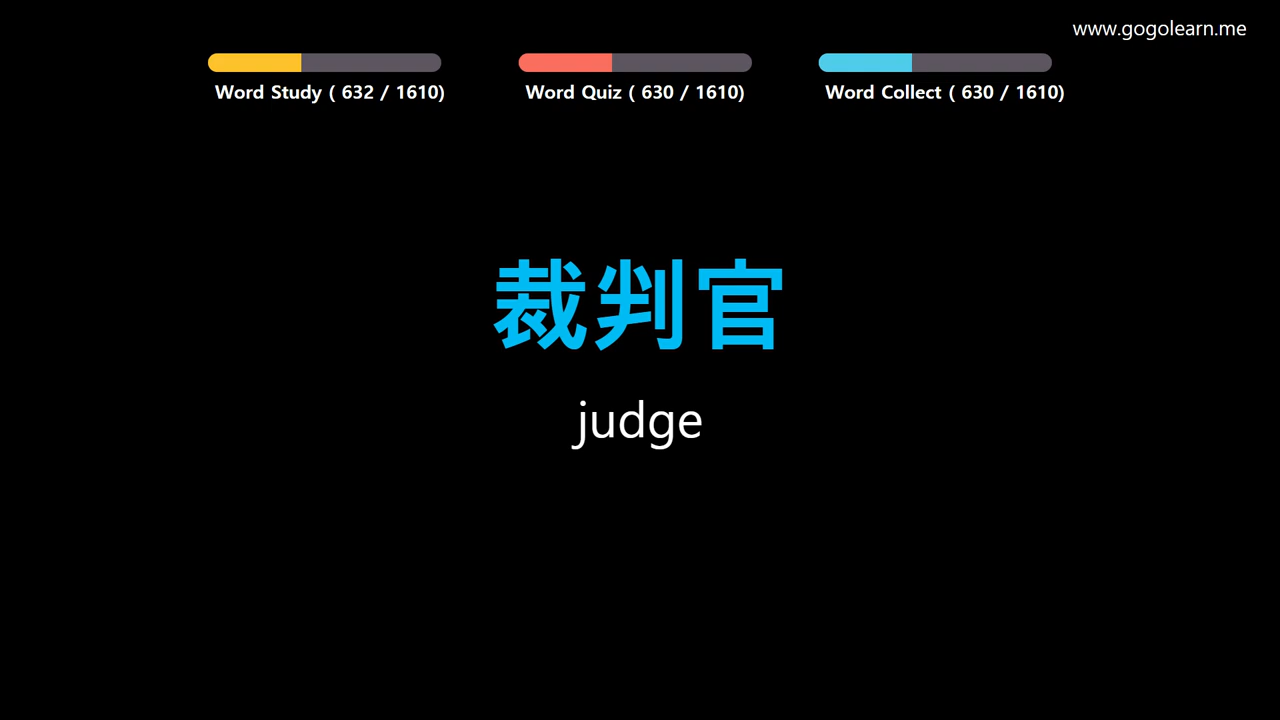 www.gogolearn.me
Word Study ( 632 / 1610)
Word Quiz ( 630 / 1610)
Word Collect ( 630 / 1610)
裁判官
judge